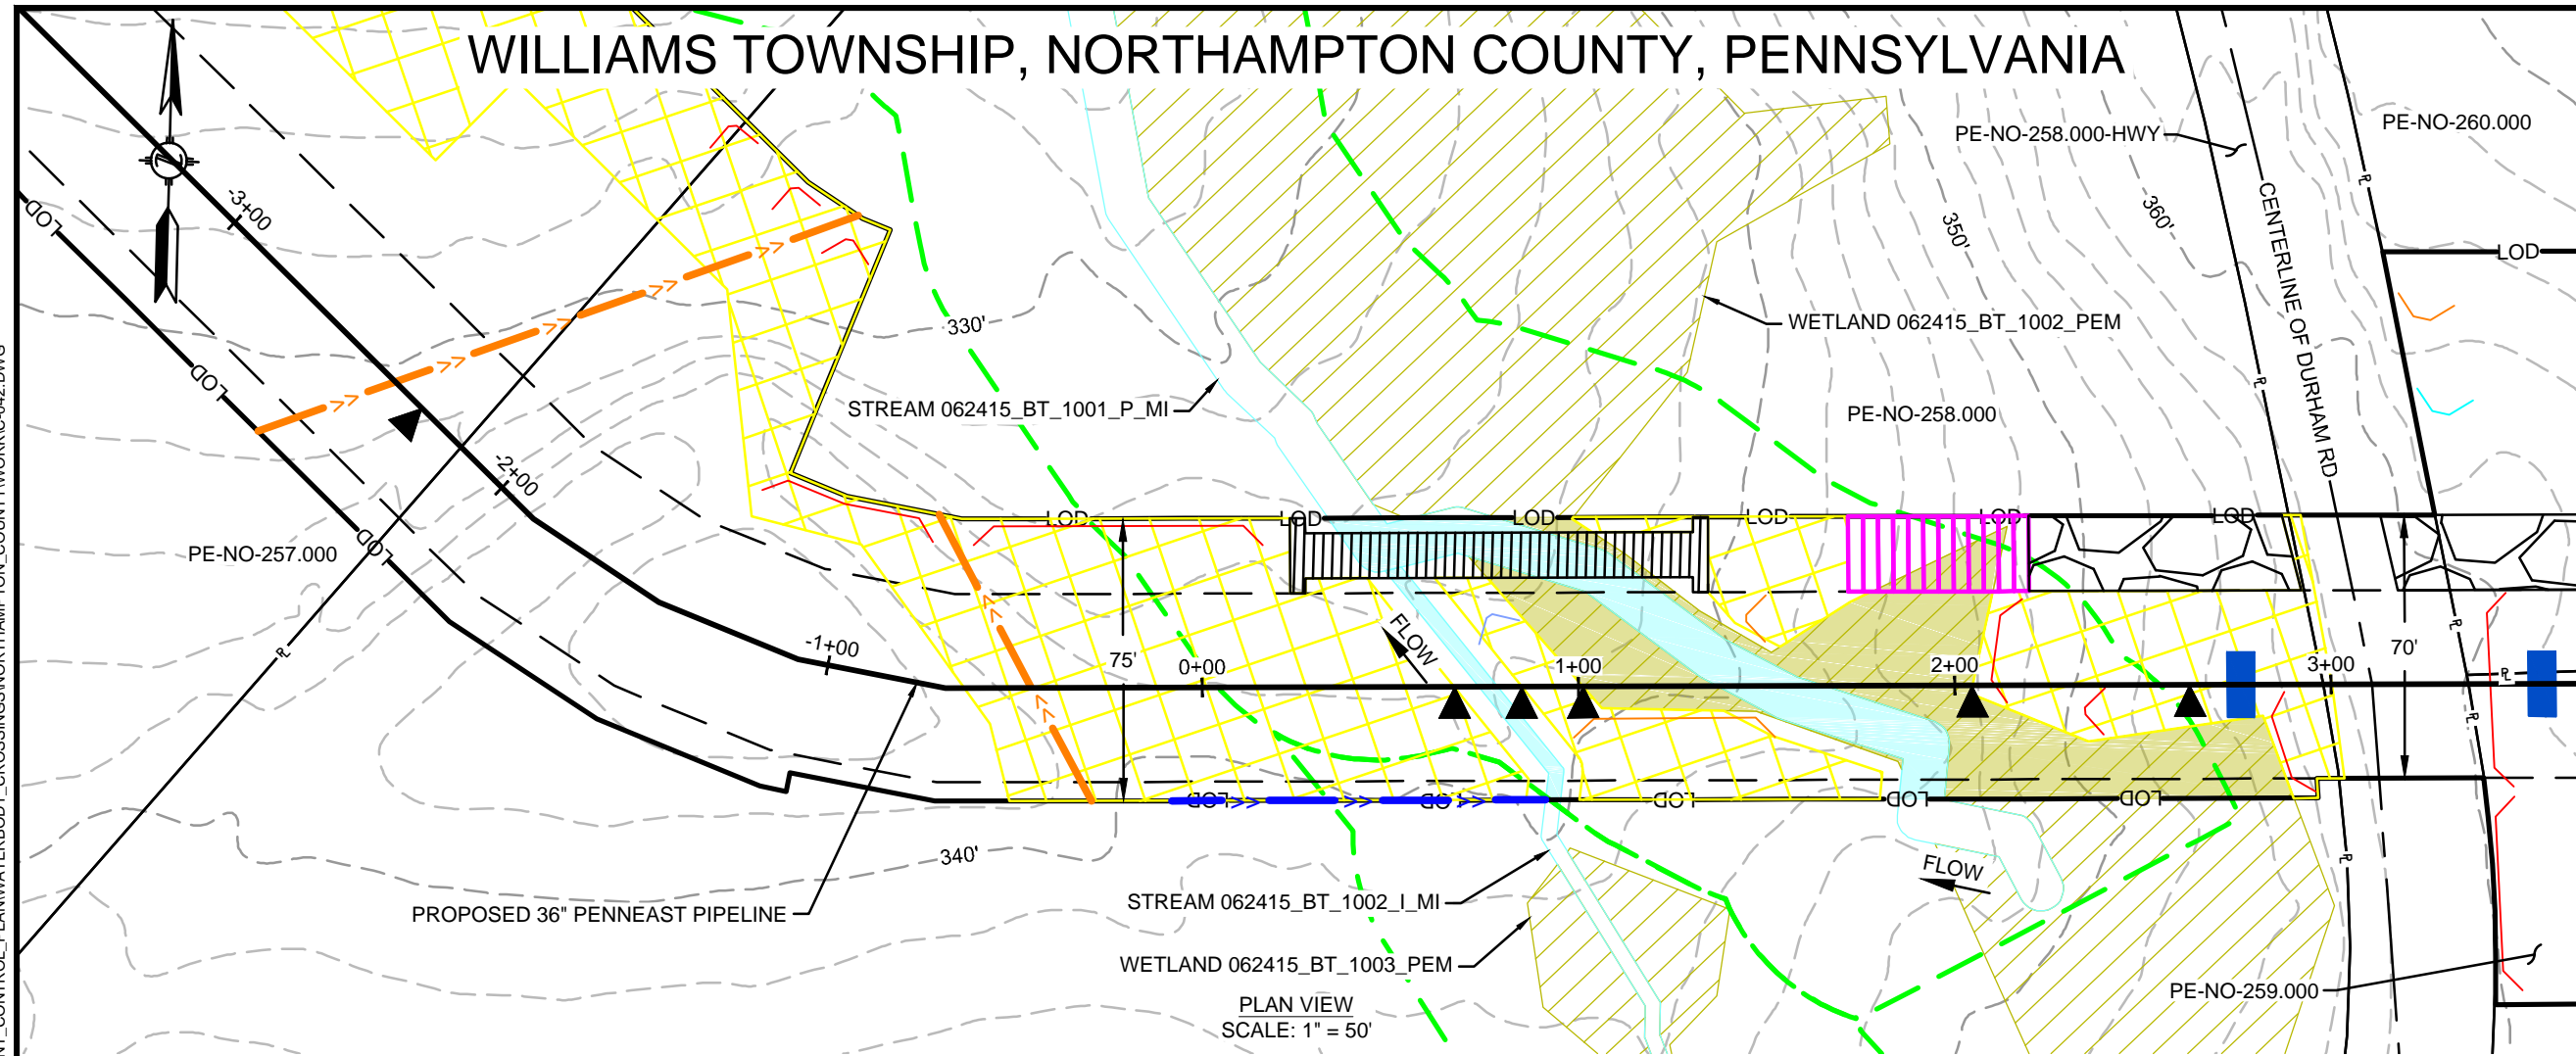 WILLIAMS TOWNSHIP, NORTHAMPTON COUNTY, PENNSYLVANIA
PE-NO-258.000-HWY
PE-NO-260.000
-3+00
LOD
CENTERLINE OF DURHAM RD
350'
360'
LOD
330'
WETLAND 062415_BT_1002_PEM
LOD
STREAM 062415_BT_1001_P_MI
PE-NO-258.000
-2+00
LOD
LOD
LOD
LOD
LOD
LOD
LOD
PE-NO-257.000
FLOW
-1+00
75'
0+00
1+00
2+00
3+00
70'
LOD
LOD
LOD
LOD
LOD
340'
FLOW
STREAM 062415_BT_1002_I_MI
PROPOSED 36" PENNEAST PIPELINE
WETLAND 062415_BT_1003_PEM
PE-NO-259.000
PLAN VIEW
SCALE: 1" = 50'